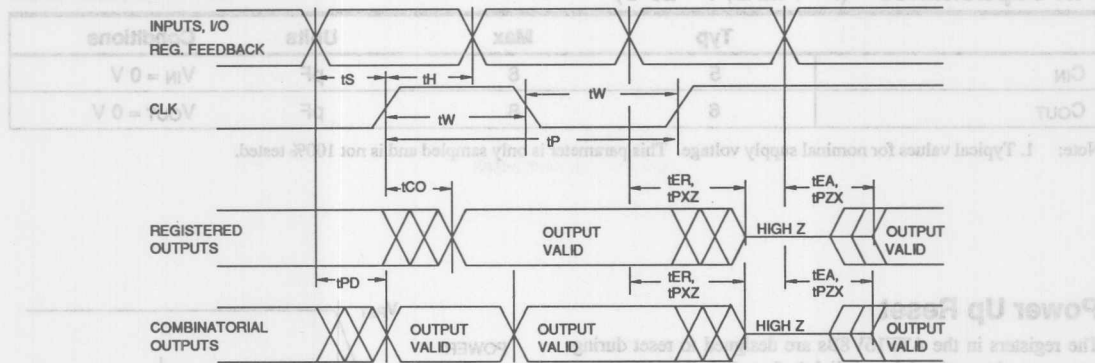 INPUTS, I/O
REG. FEEDBACK
tS
tH
tW
CLK
tW
tP
tCO
tER,
tPXZ
tEA,
tPZX
REGISTERED
OUTPUTS
OUTPUT
VALID
HIGH Z
OUTPUT
VALID
tPD
tER,
tPXZ
tEA,
tPZX
COMBINATORIAL
OUTPUTS
OUTPUT
VALID
OUTPUT
VALID
HIGH Z
OUTPUT
VALID
Typ
Max
Units
Conditions
CIN
5
8
pF
VIN = 0 V
COUT
6
8
pF
VOUT = 0 V
Note: 1. Typical values for nominal supply voltage. This parameter is only sampled and is not 100% tested.
Power Up Reset
The registers in the are designed to reset during
POWER